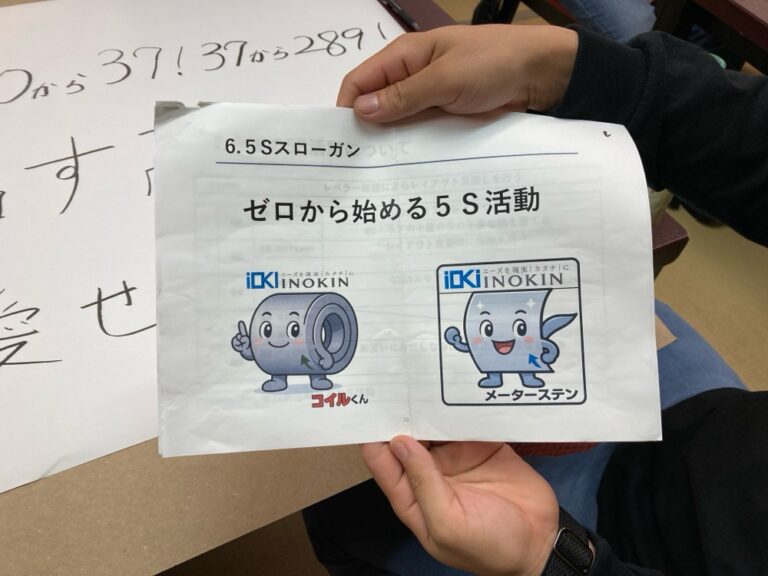 0から37!37から289!
す
愛せ
6.5Sスローガン
ゼロから始める5S活動
iOKI ニーズを現実「カタチ」に
INOKIN
コイルくん
iOKI ニーズを現実「カタチ」に
INOKIN
メーターステン